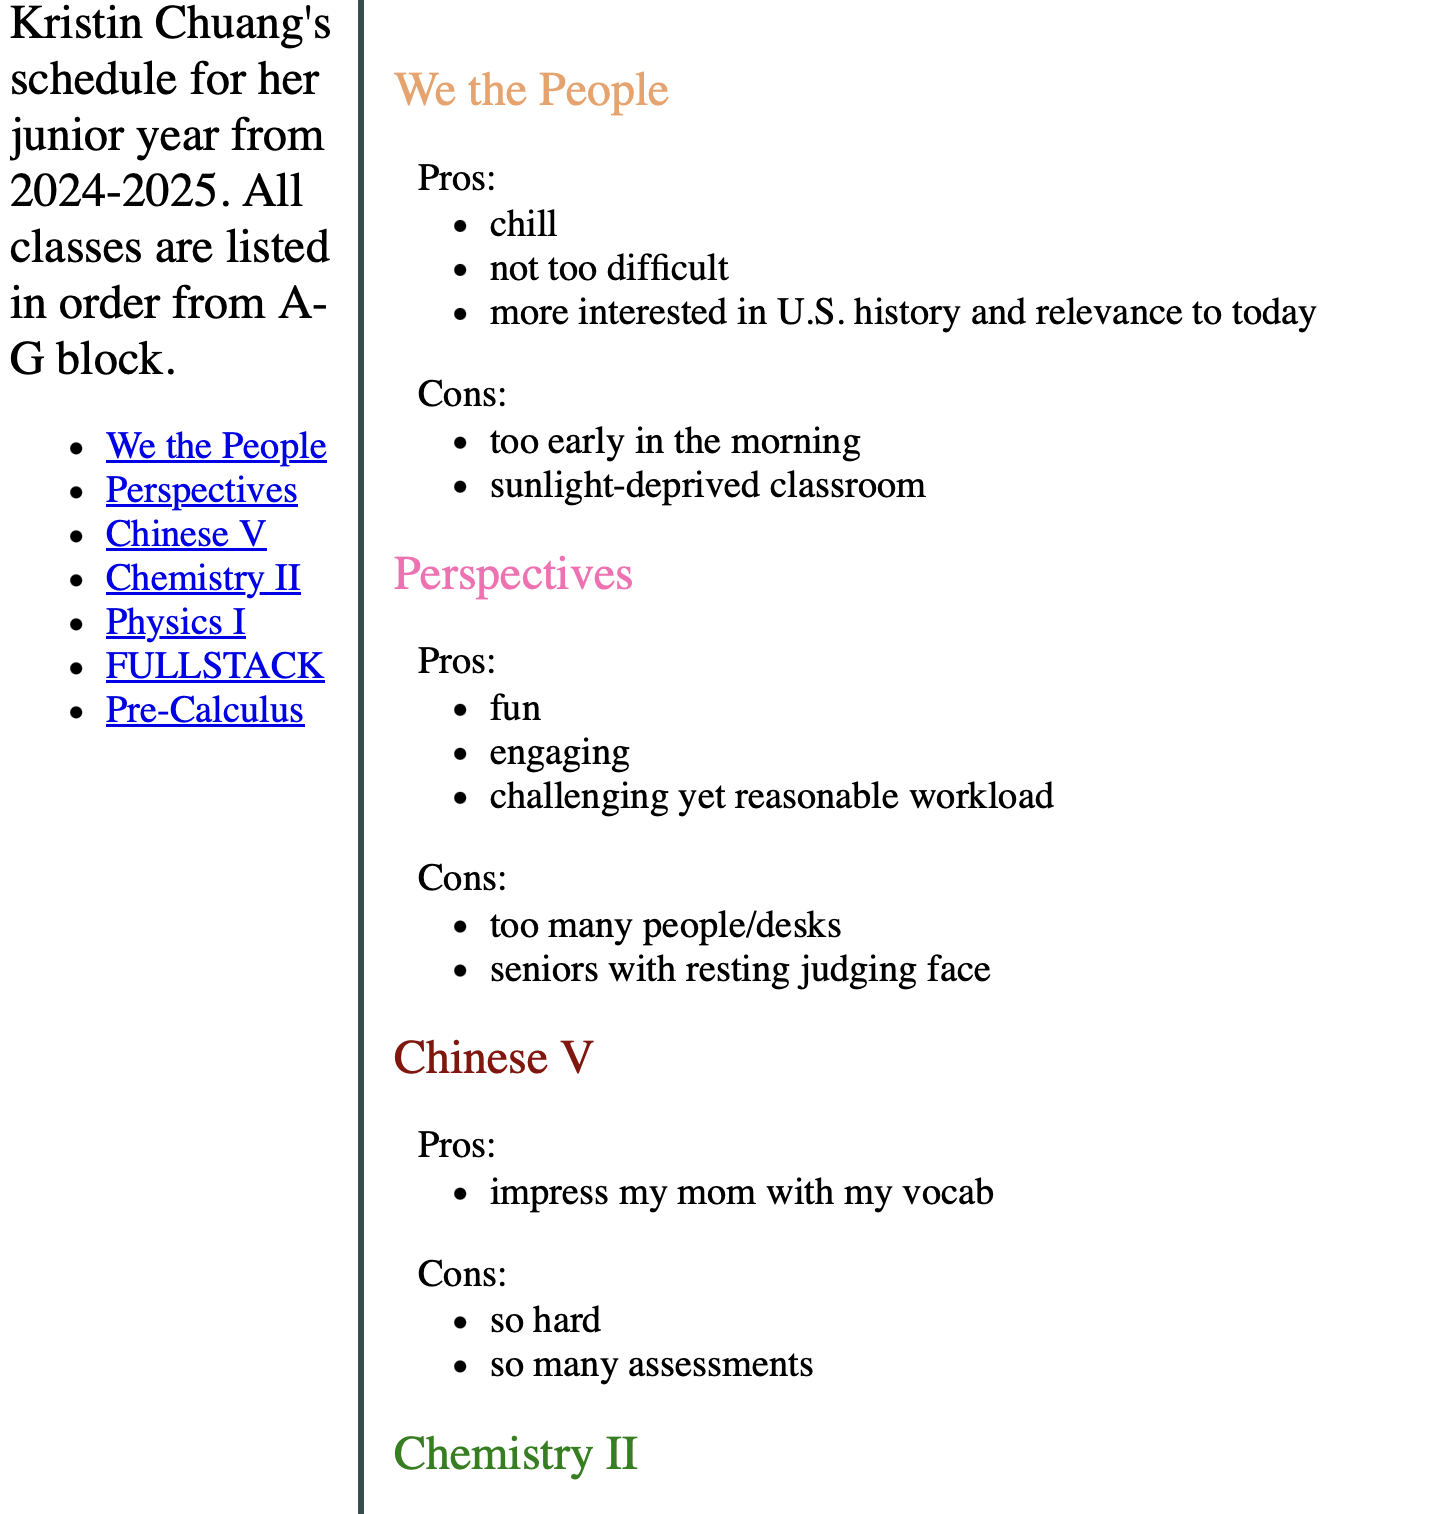 Kristin Chuang's
schedule for her
junior year from
2024-2025. All
classes are listed
in order from A-
G block.
We the People
Perspectives
Chinese V
Chemistry II
Physics I
FULLSTACK
Pre-Calculus
We the People
Pros:
chill
not too difficult
more interested in U.S. history and relevance to today
Cons:
too early in the morning
sunlight-deprived classroom
Perspectives
Pros:
fun
engaging
challenging yet reasonable workload
Cons:
too many people/desks
seniors with resting judging face
Chinese V
Pros:
impress my mom with my vocab
Cons:
so hard
so many assessments
Chemistry II